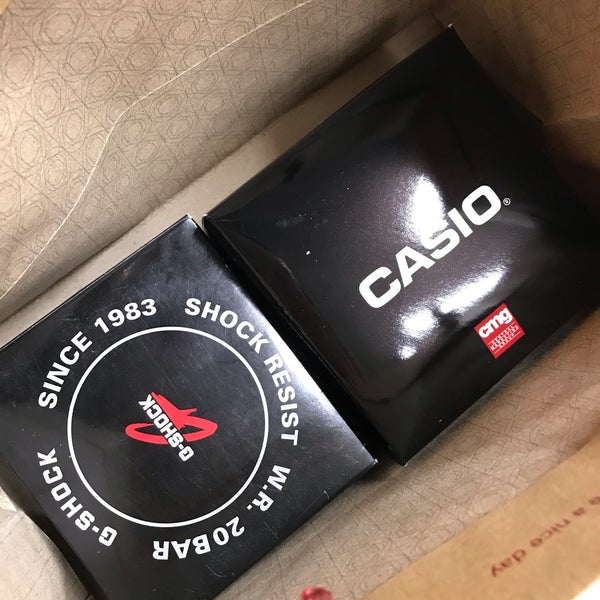 CASIO®
cmg
G-SHOCK SINCE 1983 SHOCK RESIST W.R. 20BAR
G-SHOCK
a nice day